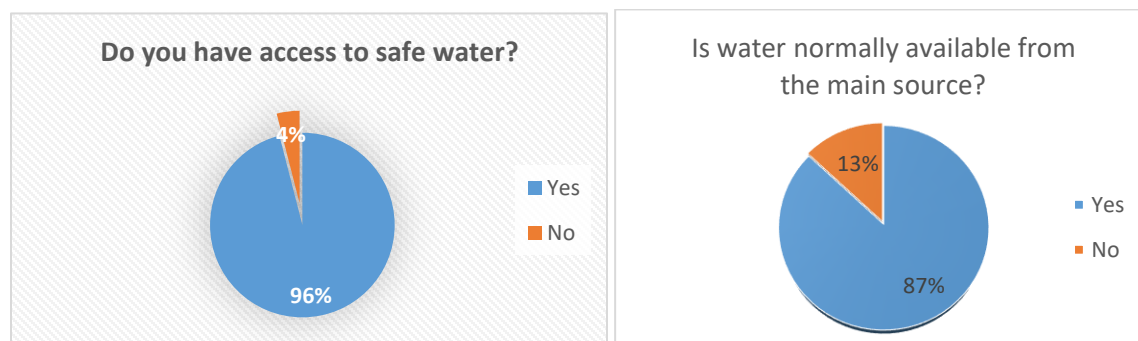 Do you have access to safe water?
4%
96%
Yes
No
Is water normally available from
the main source?
13%
87%
Yes
No